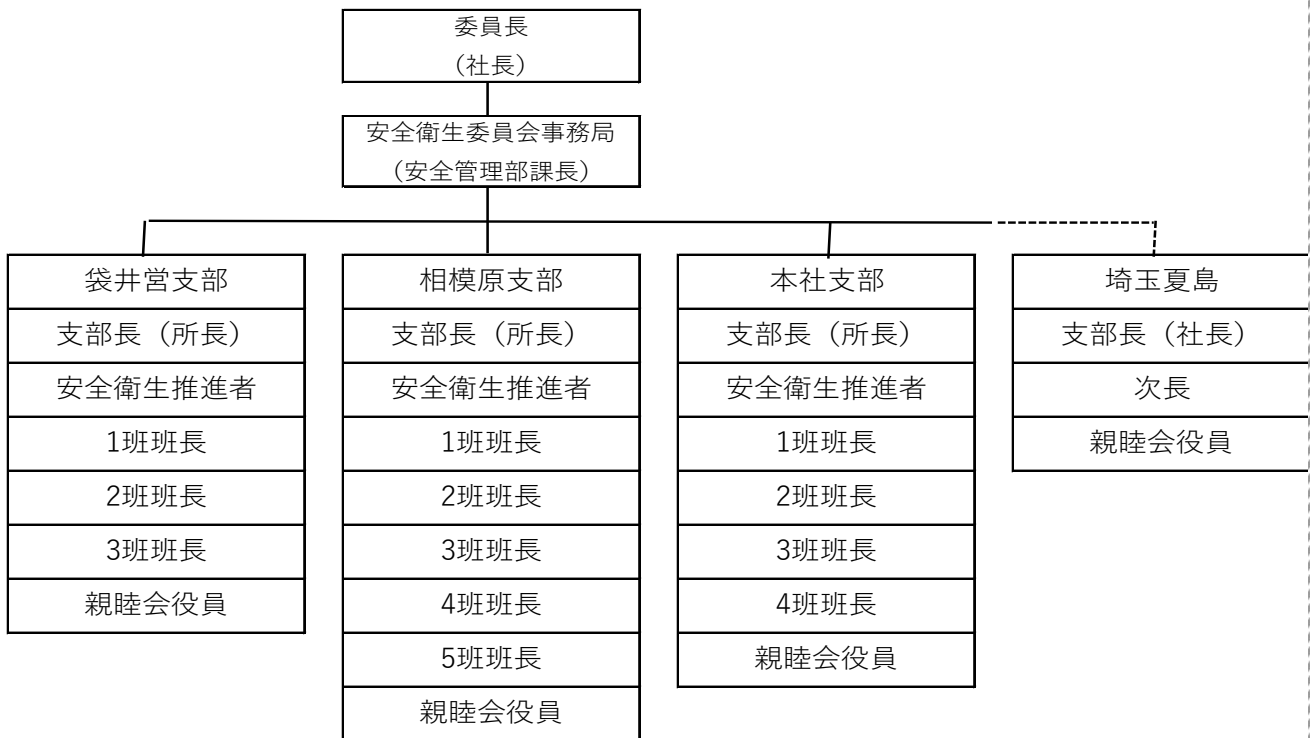 委員長
（社長）
安全衛生委員会事務局
（安全管理部課長）
袋井営支部
支部長（所長）
安全衛生推進者
1班班長
2班班長
3班班長
親睦会役員
相模原支部
支部長（所長）
安全衛生推進者
1班班長
2班班長
3班班長
4班班長
5班班長
親睦会役員
本社支部
支部長（所長）
安全衛生推進者
1班班長
2班班長
3班班長
4班班長
親睦会役員
埼玉夏島
支部長（社長）
次長
親睦会役員